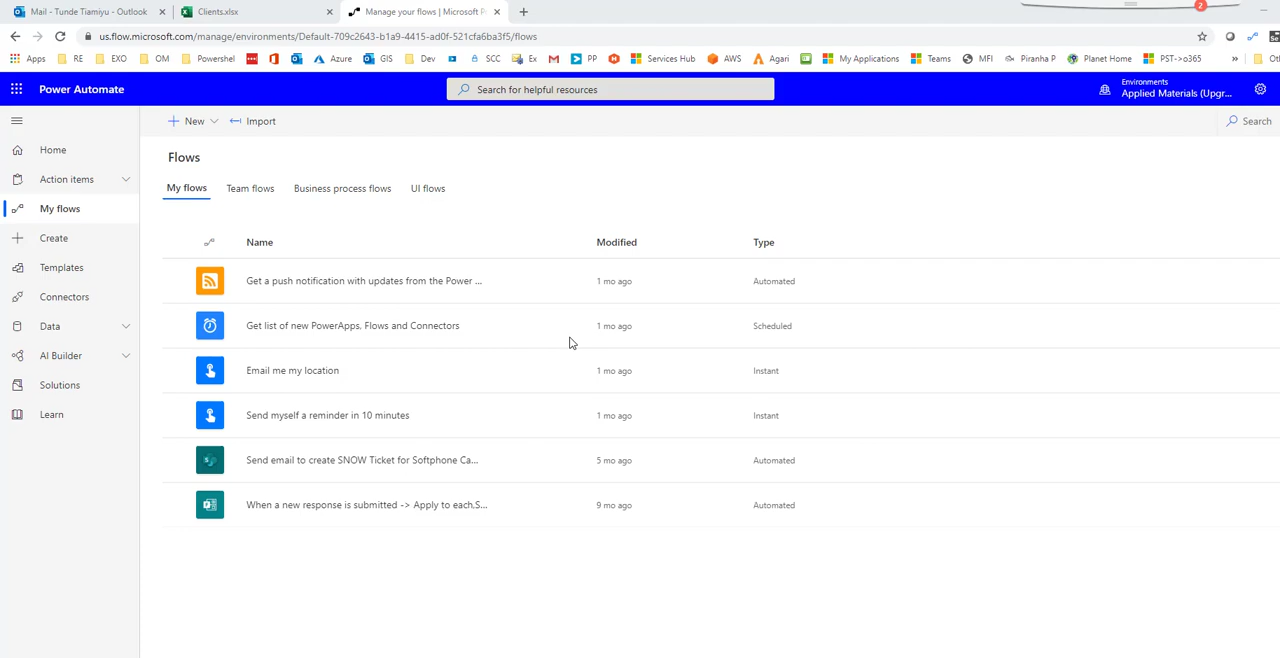 Mail - Tunde Tiamiyu - Outlook
Clients.xlsx
Manage your flows | Microsoft P
2
us.flow.microsoft.com/manage/environments/Default-709c2643-b1a9-4415-ad0f-521cfa6ba3f5/flows
Apps RE EXO OM Powershel Azure GIS Dev SCC Ex PP Services Hub AWS Agari My Applications Teams MFI Piranha P Planet Home PST->o365 » Ot
Power Automate
Search for helpful resources
Environments
Applied Materials (Upgr...
New
Import
Search
Home
Action items
My flows
Create
Templates
Connectors
Data
AI Builder
Solutions
Learn
Flows
My flows Team flows Business process flows UI flows
Name Modified Type
Get a push notification with updates from the Power ... 1 mo ago Automated
Get list of new PowerApps, Flows and Connectors 1 mo ago Scheduled
Email me my location 1 mo ago Instant
Send myself a reminder in 10 minutes 1 mo ago Instant
Send email to create SNOW Ticket for Softphone Ca... 5 mo ago Automated
When a new response is submitted -> Apply to each,S... 9 mo ago Automated